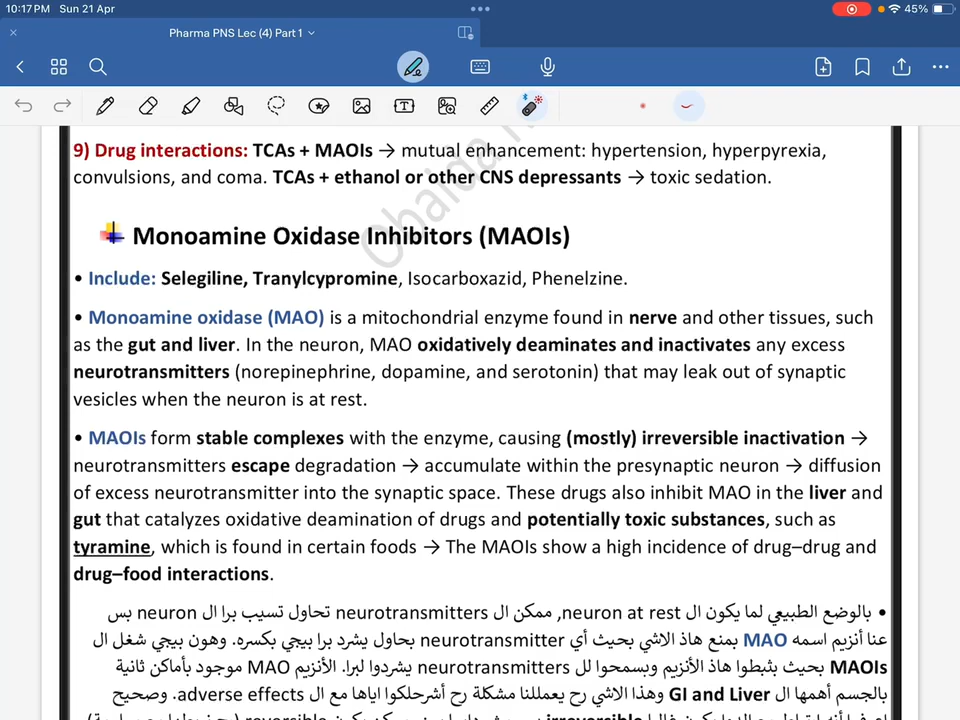 10:17 PM Sun 21 Apr
45%
Pharma PNS Lec (4) Part 1
9) Drug interactions: TCAs + MAOIs → mutual enhancement: hypertension, hyperpyrexia,
convulsions, and coma. TCAs + ethanol or other CNS depressants → toxic sedation.
Monoamine Oxidase Inhibitors (MAOIs)
• Include: Selegiline, Tranylcypromine, Isocarboxazid, Phenelzine.
• Monoamine oxidase (MAO) is a mitochondrial enzyme found in nerve and other tissues, such
as the gut and liver. In the neuron, MAO oxidatively deaminates and inactivates any excess
neurotransmitters (norepinephrine, dopamine, and serotonin) that may leak out of synaptic
vesicles when the neuron is at rest.
• MAOIs form stable complexes with the enzyme, causing (mostly) irreversible inactivation →
neurotransmitters escape degradation → accumulate within the presynaptic neuron → diffusion
of excess neurotransmitter into the synaptic space. These drugs also inhibit MAO in the liver and
gut that catalyzes oxidative deamination of drugs and potentially toxic substances, such as
tyramine, which is found in certain foods → The MAOIs show a high incidence of drug–drug and
drug–food interactions.
• بالوضع الطبيعي لما يكون ال neuron at rest, ممكن ال neurotransmitters تحاول تسيب برا ال neuron بس
عنا أنزيم اسمه MAO بمنع هاذ الاشي بحيث أي neurotransmitter بحاول يشرد برا بيجي بكسره. وهون بيجي شغل ال
MAOIs بحيث بثبطوا هاذ الأنزيم وبسمحوا لل neurotransmitters يشردوا لبرا. الأنزيم MAO موجود بأماكن ثانية
بالجسم أهمها ال GI and Liver وهذا الاشي رح يعمللنا مشكلة رح أشرحلكوا اياها مع ال adverse effects. وصحيح